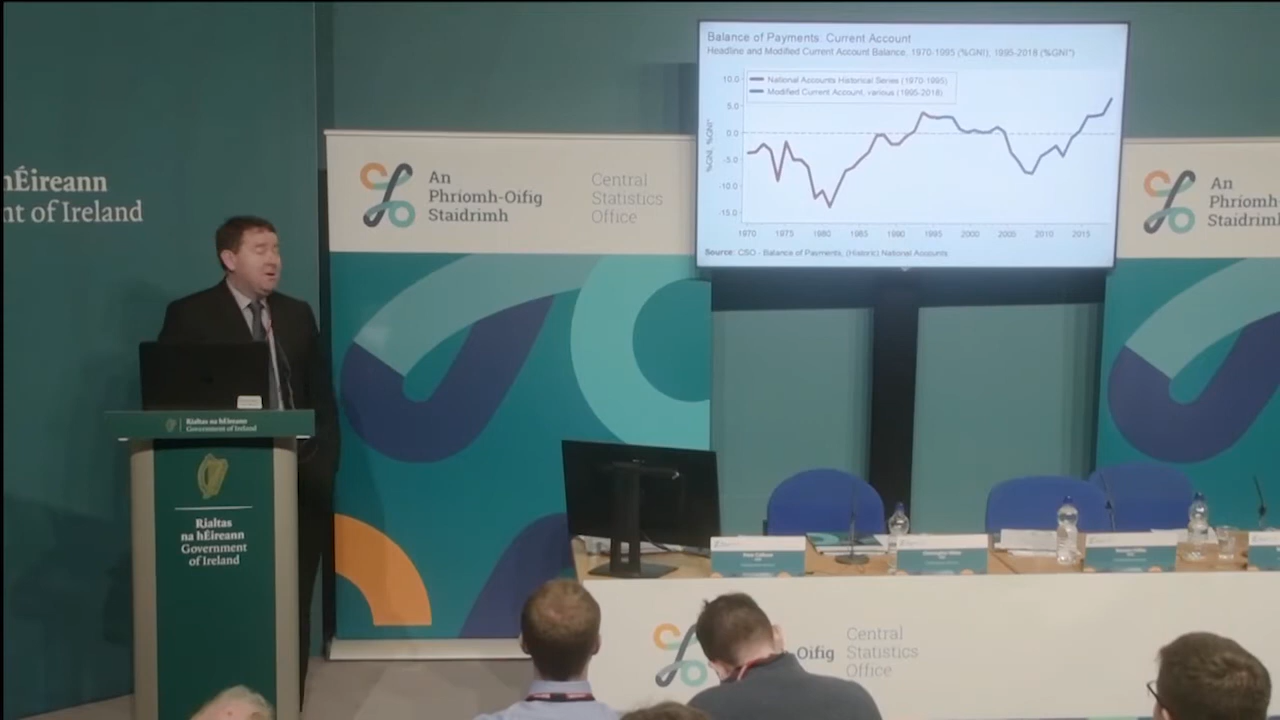 hÉireann
nt of Ireland
An
Phríomh-Oifig
Staidrimh
Central
Statistics
Office
Balance of Payments: Current Account
Headline and Modified Current Account Balance, 1970-1995 (%GNI), 1995-2018 (%GNI*)
National Accounts Historical Series (1970-1995)
Modified Current Account, various (1995-2018)
%GNI, %GNI*
10.0
5.0
0.0
-5.0
-10.0
-15.0
1970 1975 1980 1985 1990 1995 2000 2005 2010 2015
Source: CSO - Balance of Payments, (Historic) National Accounts
An
Phríomh-
Staidrim
Rialtas na hÉireann
Government of Ireland
Rialtas
na hÉireann
Government
of Ireland
-Oifig
Central
Statistics
Office